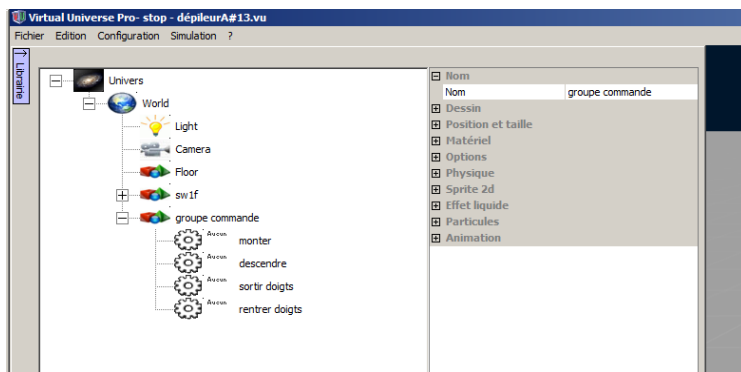 Virtual Universe Pro- stop - dépileurA#13.vu
Fichier Edition Configuration Simulation ?
Librairie
Univers
World
Light
Camera
Floor
sw1f
groupe commande
Aucun monter
Aucun descendre
Aucun sortir doigts
Aucun rentrer doigts
Nom
Nom groupe commande
Dessin
Position et taille
Matériel
Options
Physique
Sprite 2d
Effet liquide
Particules
Animation